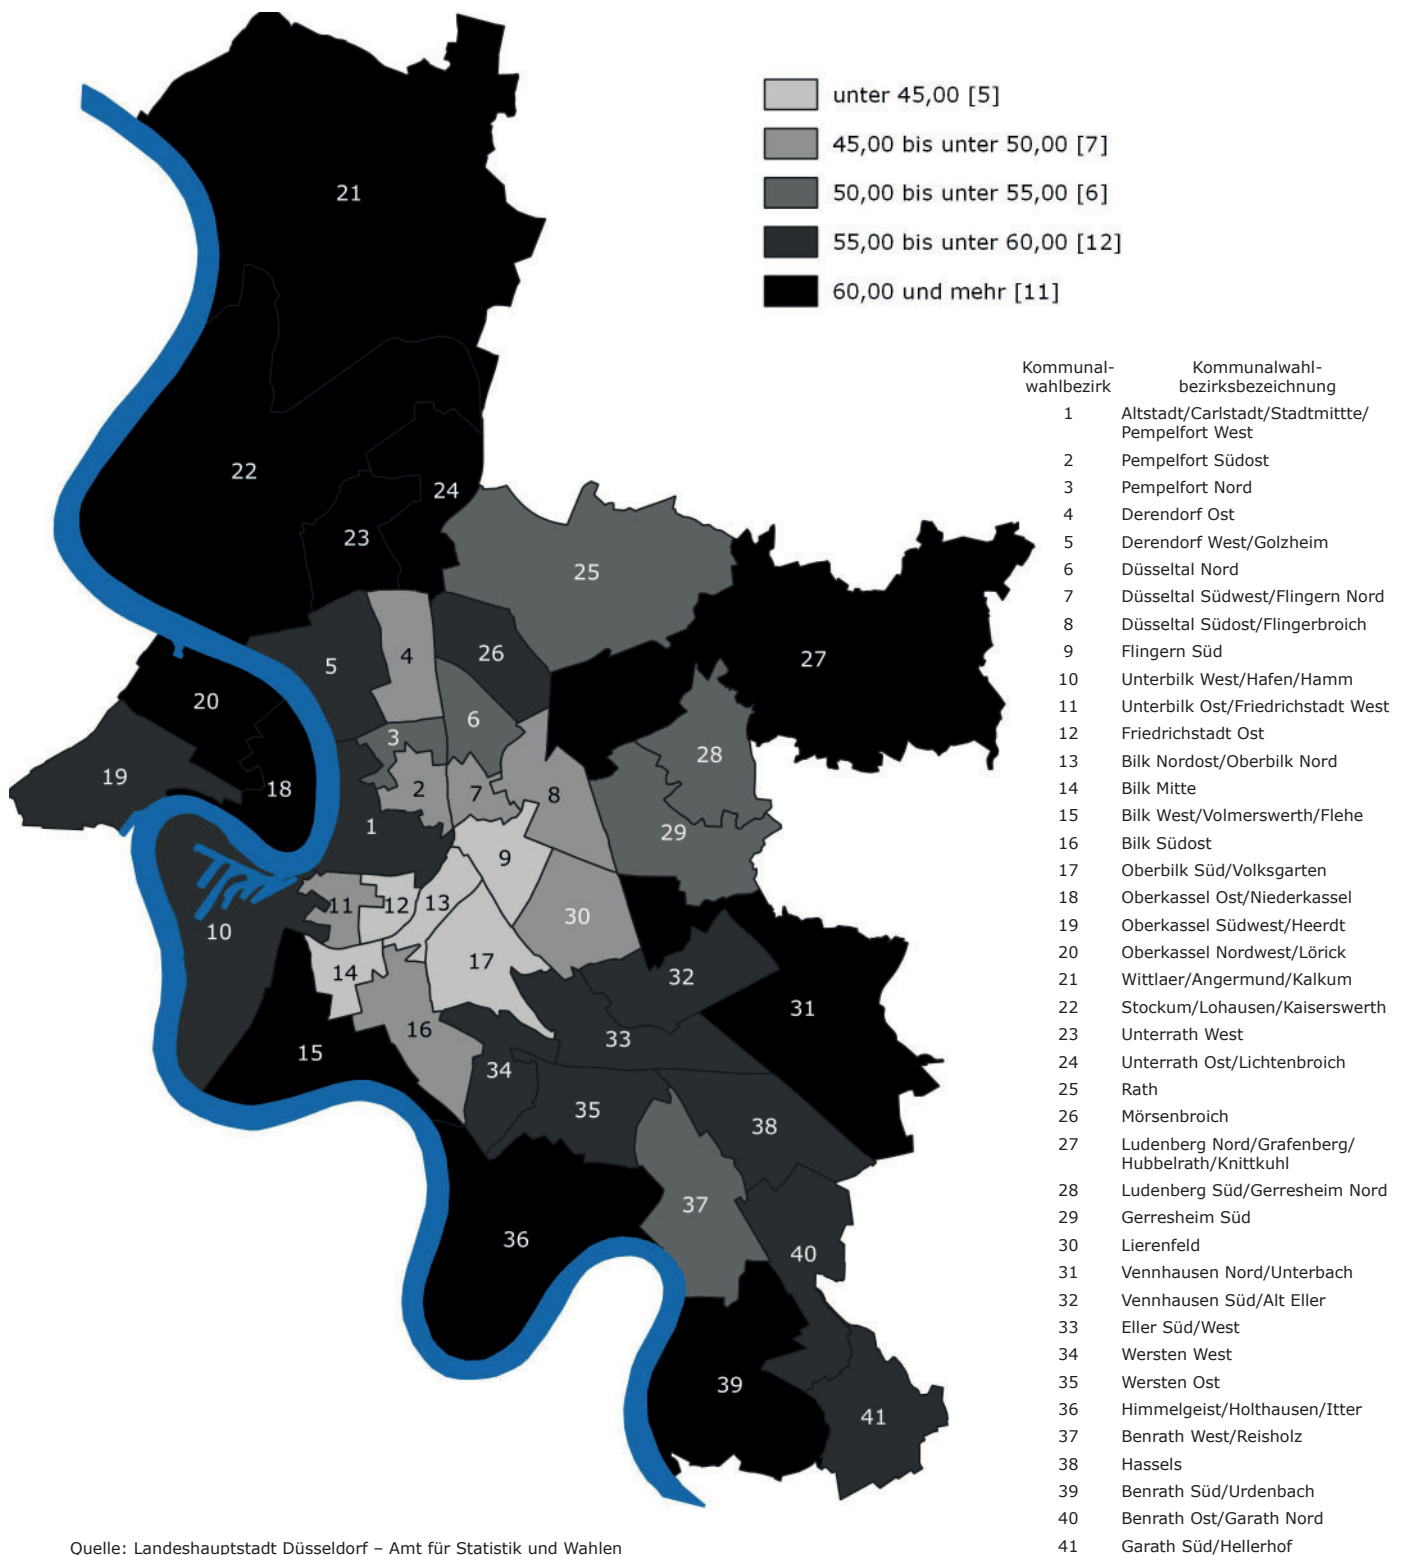 unter 45,00 [5]
45,00 bis unter 50,00 [7]
50,00 bis unter 55,00 [6]
55,00 bis unter 60,00 [12]
60,00 und mehr [11]
21
22
24
23
25
27
26
5
4
20
6
3
28
19
18
2
7
8
1
29
9
11
12
13
30
10
14
17
32
31
16
33
15
34
35
38
37
36
40
39
41
Kommunal-
wahlbezirk
Kommunalwahl-
bezirksbezeichnung
1 Altstadt/Carlstadt/Stadtmittte/
Pempelfort West
2 Pempelfort Südost
3 Pempelfort Nord
4 Derendorf Ost
5 Derendorf West/Golzheim
6 Düsseltal Nord
7 Düsseltal Südwest/Flingern Nord
8 Düsseltal Südost/Flingerbroich
9 Flingern Süd
10 Unterbilk West/Hafen/Hamm
11 Unterbilk Ost/Friedrichstadt West
12 Friedrichstadt Ost
13 Bilk Nordost/Oberbilk Nord
14 Bilk Mitte
15 Bilk West/Volmerswerth/Flehe
16 Bilk Südost
17 Oberbilk Süd/Volksgarten
18 Oberkassel Ost/Niederkassel
19 Oberkassel Südwest/Heerdt
20 Oberkassel Nordwest/Lörick
21 Wittlaer/Angermund/Kalkum
22 Stockum/Lohausen/Kaiserswerth
23 Unterrath West
24 Unterrath Ost/Lichtenbroich
25 Rath
26 Mörsenbroich
27 Ludenberg Nord/Grafenberg/
Hubbelrath/Knittkuhl
28 Ludenberg Süd/Gerresheim Nord
29 Gerresheim Süd
30 Lierenfeld
31 Vennhausen Nord/Unterbach
32 Vennhausen Süd/Alt Eller
33 Eller Süd/West
34 Wersten West
35 Wersten Ost
36 Himmelgeist/Holthausen/Itter
37 Benrath West/Reisholz
38 Hassels
39 Benrath Süd/Urdenbach
40 Benrath Ost/Garath Nord
41 Garath Süd/Hellerhof
Quelle: Landeshauptstadt Düsseldorf – Amt für Statistik und Wahlen